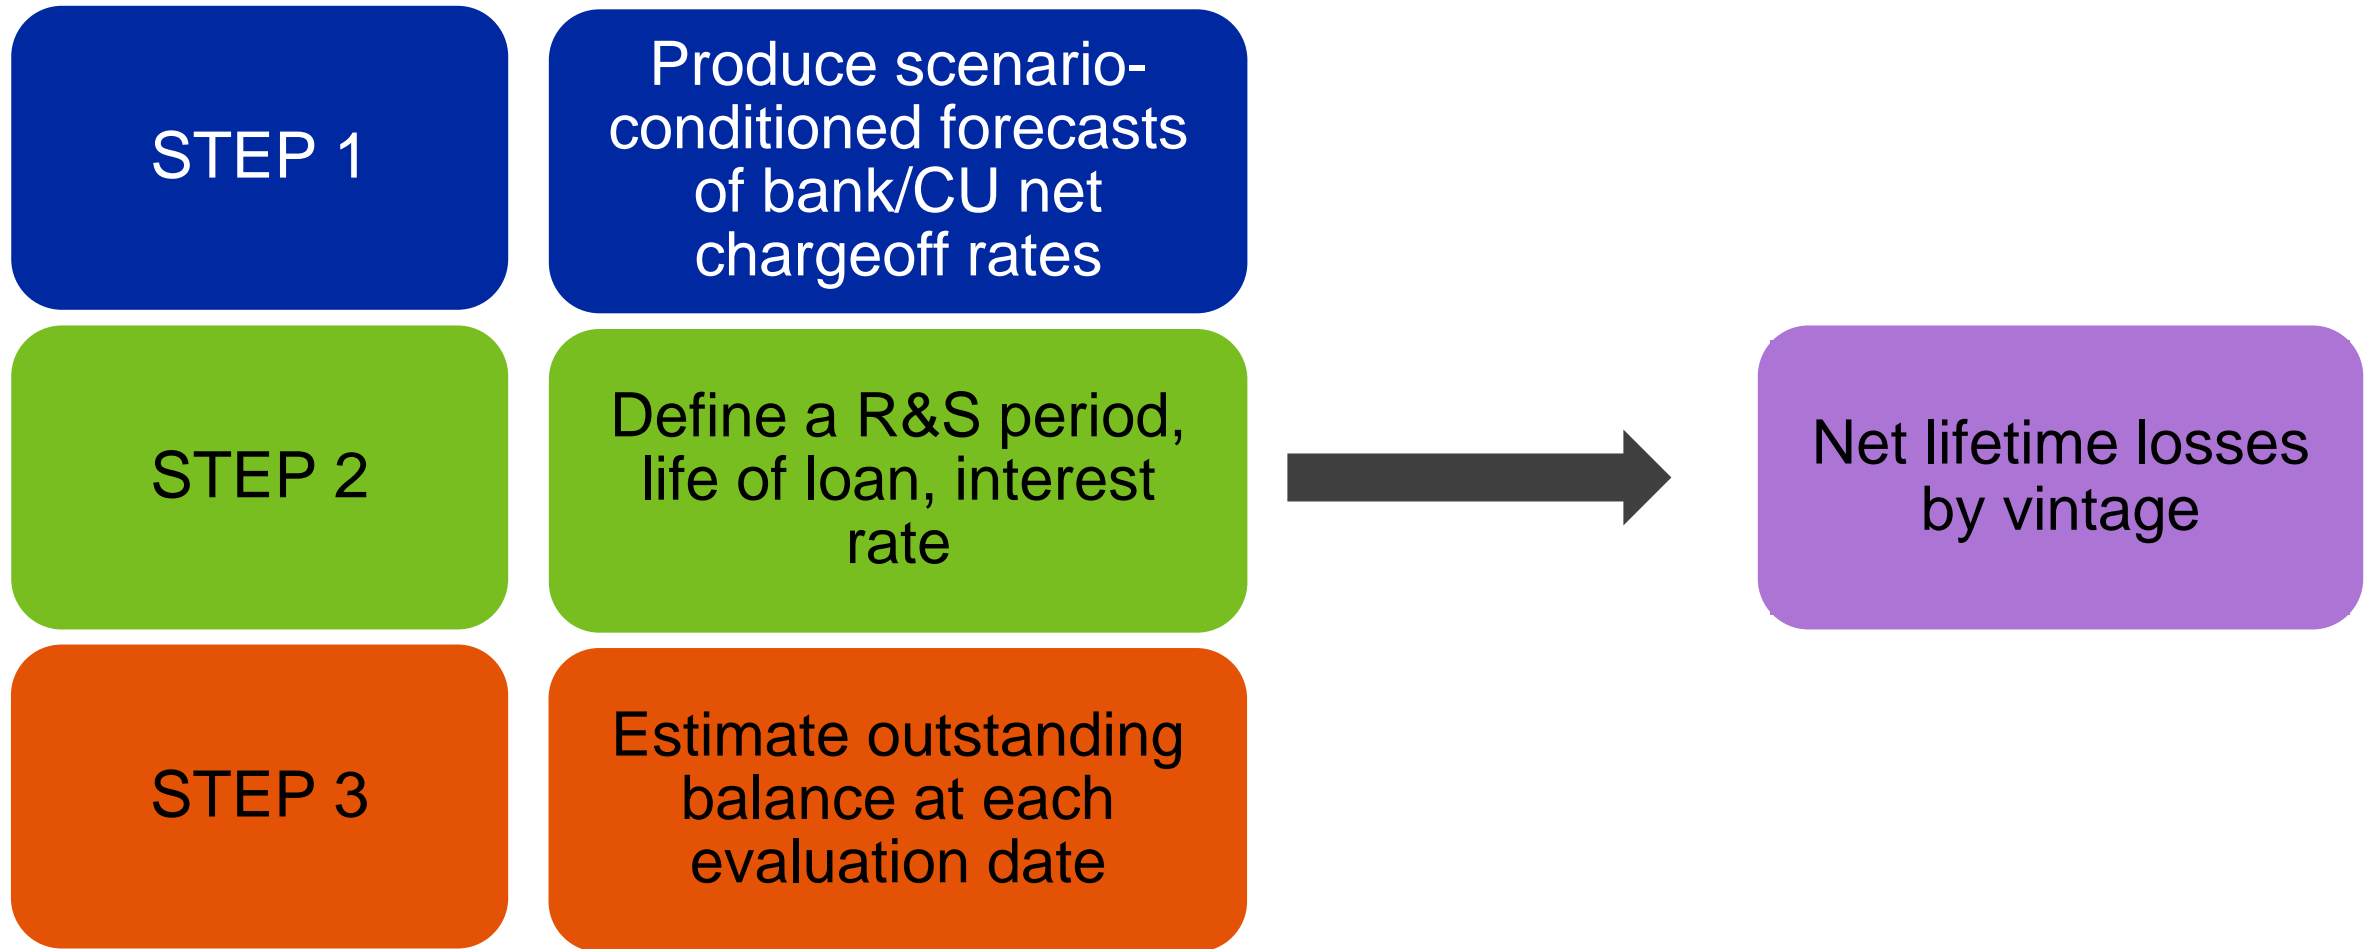 STEP 1
Produce scenario-
conditioned forecasts
of bank/CU net
chargeoff rates
STEP 2
Define a R&S period,
life of loan, interest
rate
STEP 3
Estimate outstanding
balance at each
evaluation date
Net lifetime losses
by vintage